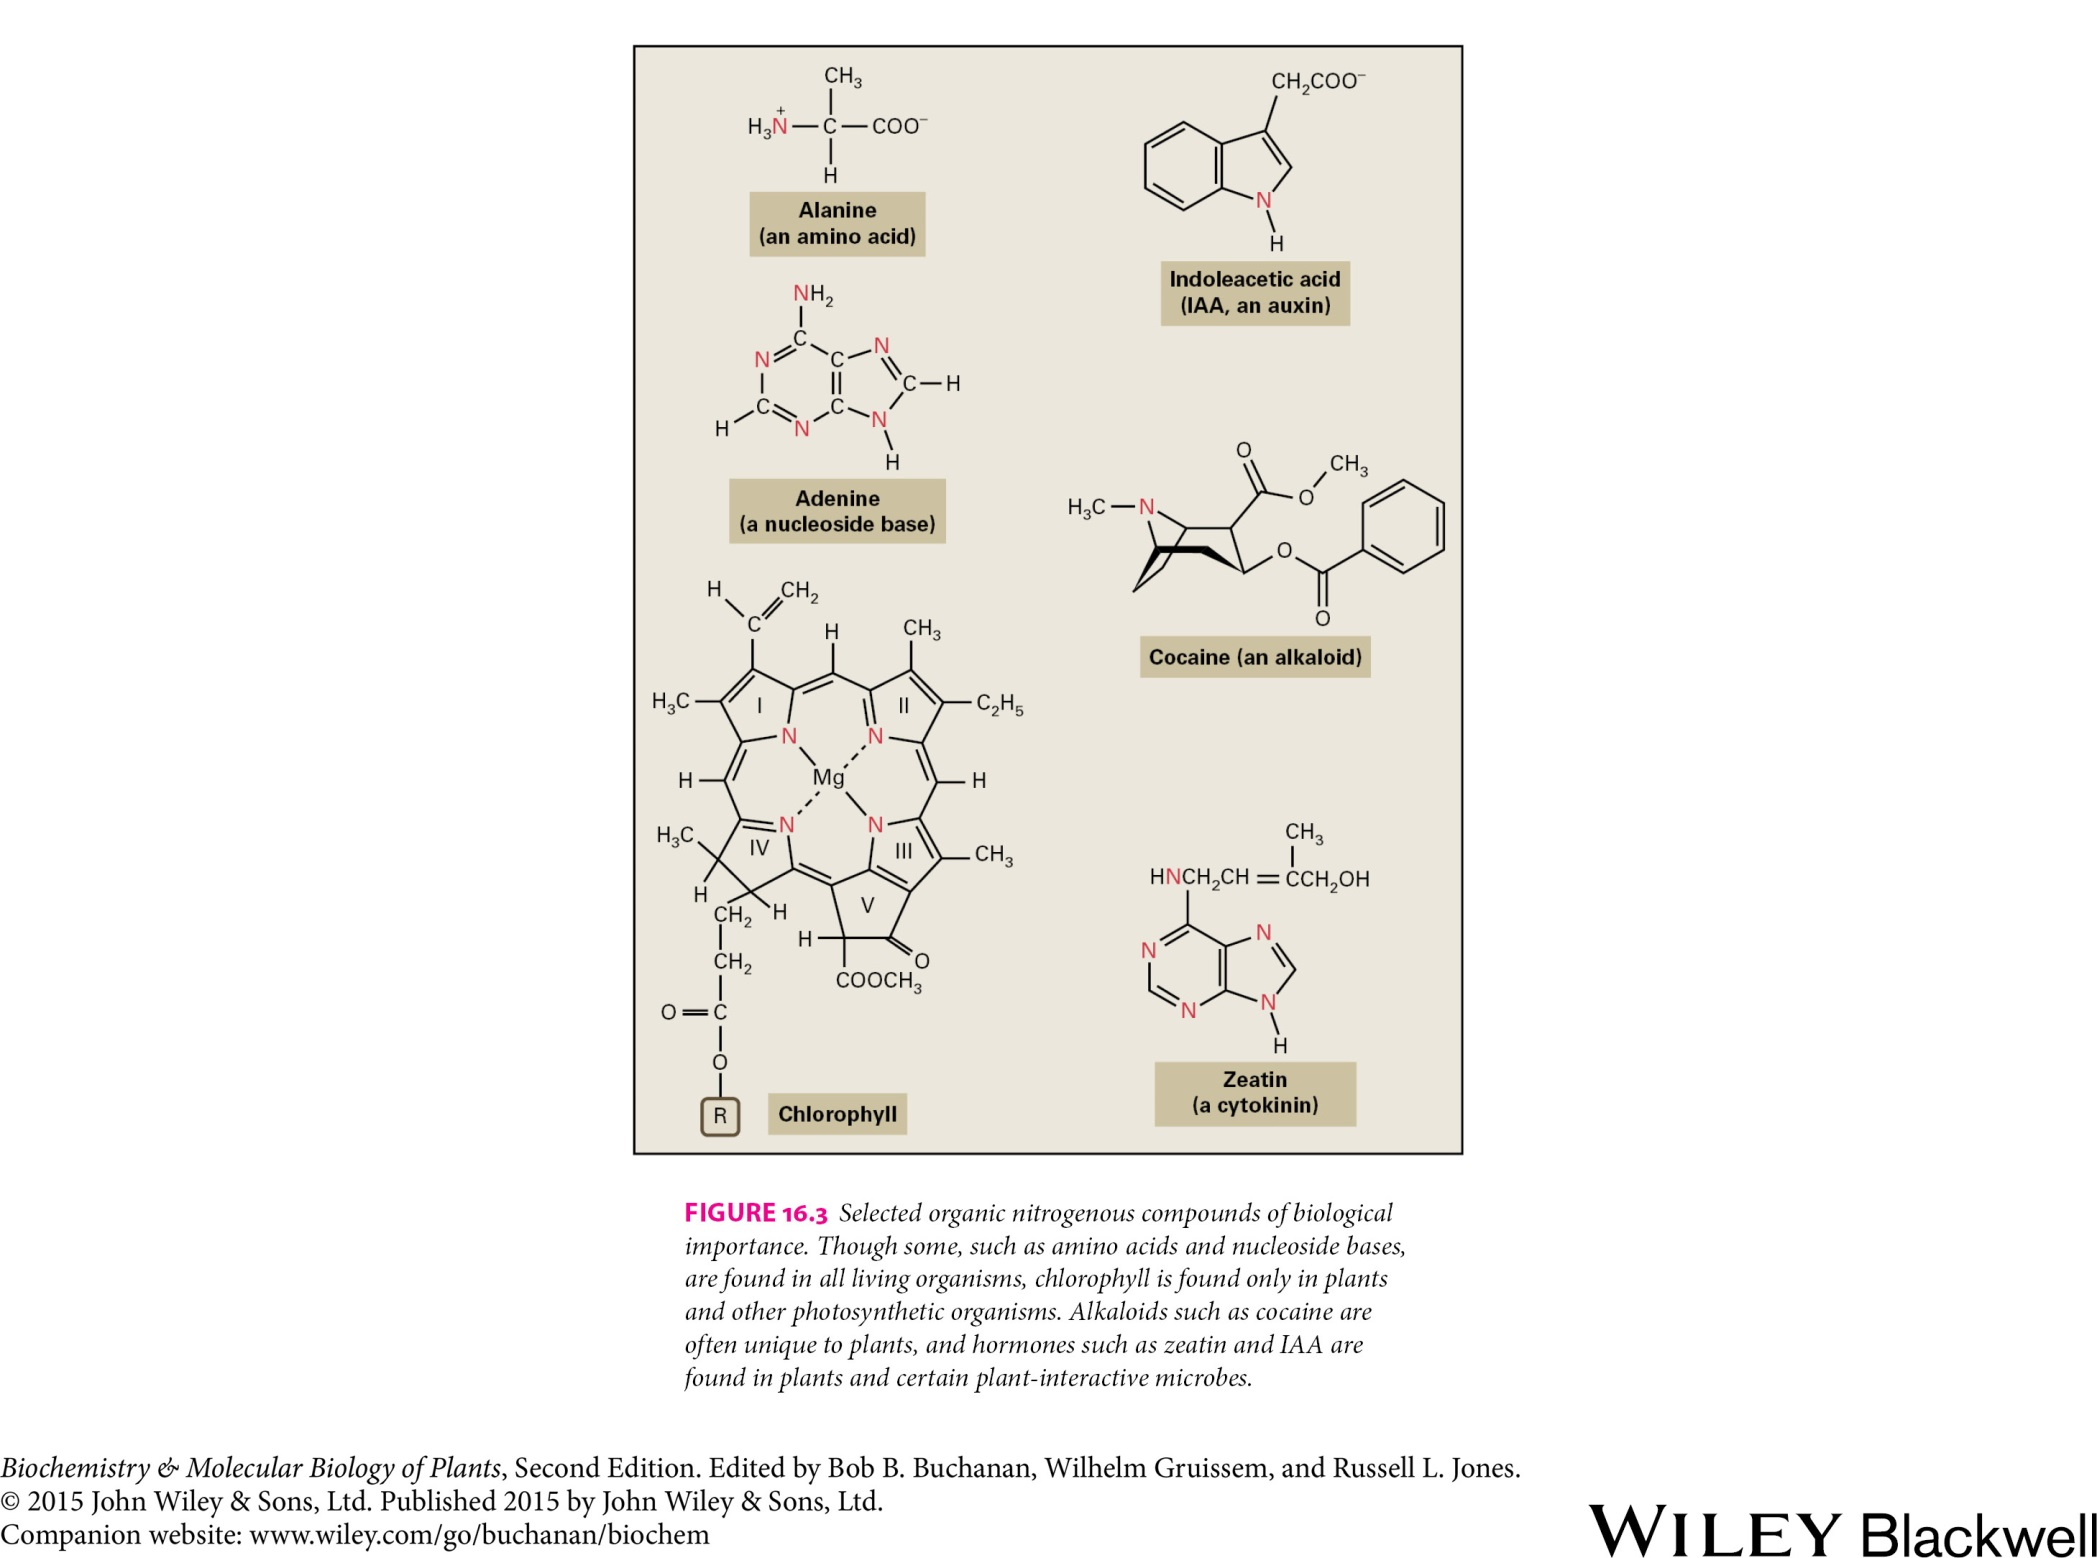 CH₃
H₃N⁺—C—COO⁻
H
Alanine
(an amino acid)
NH₂
C
N
C
N
C—H
H
C
N
C
N
H
Adenine
(a nucleoside base)
H
CH₂
C
H
CH₃
H₃C
I
II
C₂H₅
N
N
H
Mg
H
H₃C
N
N
IV
III
CH₃
H
CH₂
H
V
H
O
CH₂
COOCH₃
O=C
O
R
Chlorophyll
CH₂COO⁻
N
H
Indoleacetic acid
(IAA, an auxin)
O
CH₃
H₃C—N
O
O
O
Cocaine (an alkaloid)
CH₃
HNCH₂CH=CCH₂OH
N
N
N
N
H
Zeatin
(a cytokinin)
FIGURE 16.3 Selected organic nitrogenous compounds of biological
importance. Though some, such as amino acids and nucleoside bases,
are found in all living organisms, chlorophyll is found only in plants
and other photosynthetic organisms. Alkaloids such as cocaine are
often unique to plants, and hormones such as zeatin and IAA are
found in plants and certain plant-interactive microbes.
Biochemistry & Molecular Biology of Plants, Second Edition. Edited by Bob B. Buchanan, Wilhelm Gruissem, and Russell L. Jones.
© 2015 John Wiley & Sons, Ltd. Published 2015 by John Wiley & Sons, Ltd.
Companion website: www.wiley.com/go/buchanan/biochem
WILEY Blackwell